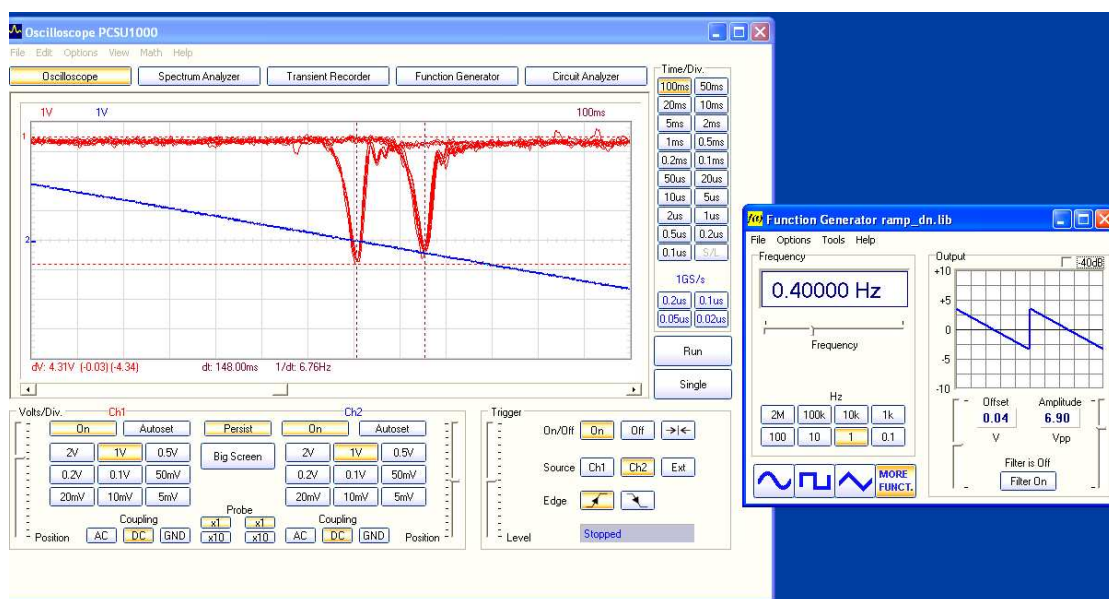 Oscilloscope PCSU1000
File Edit Options View Math Help
Oscilloscope Spectrum Analyzer Transient Recorder Function Generator Circuit Analyzer
1V 1V 100ms
1
2
dV: 4.31V (-0.03)(-4.34) dt: 148.00ms 1/dt: 6.76Hz
Time/Div.
100ms 50ms
20ms 10ms
5ms 2ms
1ms 0.5ms
0.2ms 0.1ms
50us 20us
10us 5us
2us 1us
0.5us 0.2us
0.1us S/L
1GS/s
0.2us 0.1us
0.05us 0.02us
Run
Single
Volts/Div. Ch1 Ch2
On Autoset Persist On Autoset
2V 1V 0.5V Big Screen 2V 1V 0.5V
0.2V 0.1V 50mV 0.2V 0.1V 50mV
20mV 10mV 5mV 20mV 10mV 5mV
Coupling Probe Coupling
x1 x1
Position AC DC GND x10 x10 AC DC GND Position
Trigger
On/Off On Off
Source Ch1 Ch2 Ext
Edge
Level Stopped
f(t) Function Generator ramp_dn.lib
File Options Tools Help
Frequency
0.40000 Hz
Frequency
Hz
2M 100k 10k 1k
100 10 1 0.1
MORE
FUNCT.
Output -40dB
+10
+5
0
-5
-10
Offset Amplitude
0.04 6.90
V Vpp
Filter is Off
Filter On